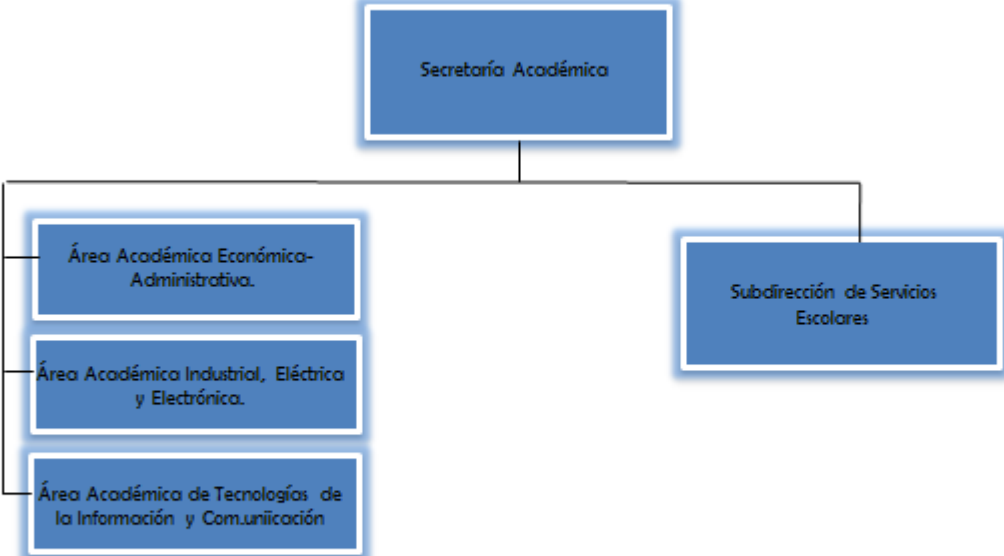 Secretaría Académica
Área Académica Económica-
Administrativa.
Subdirección de Servicios
Escolares
Área Académica Industrial, Eléctrica
y Electrónica.
Área Académica de Tecnologías de
la Información y Com.uniicación